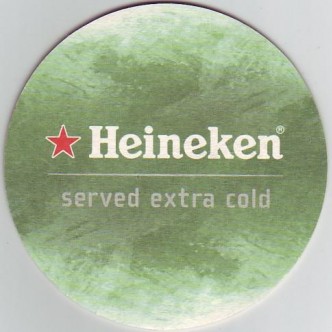 Heineken®
served extra cold